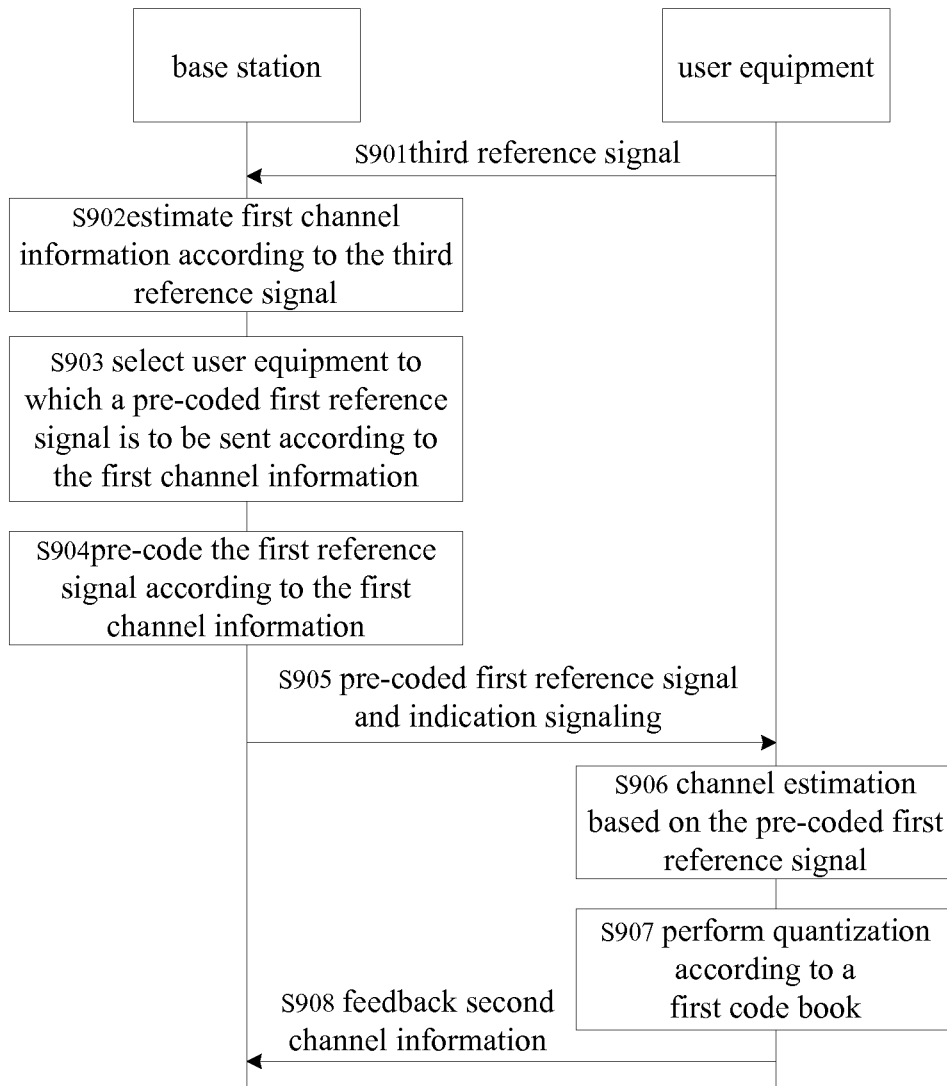 base station
user equipment
S901third reference signal
S902estimate first channel
information according to the third
reference signal
S903 select user equipment to
which a pre-coded first reference
signal is to be sent according to
the first channel information
S904pre-code the first reference
signal according to the first
channel information
S905 pre-coded first reference signal
and indication signaling
S906 channel estimation
based on the pre-coded first
reference signal
S907 perform quantization
according to a
first code book
S908 feedback second
channel information